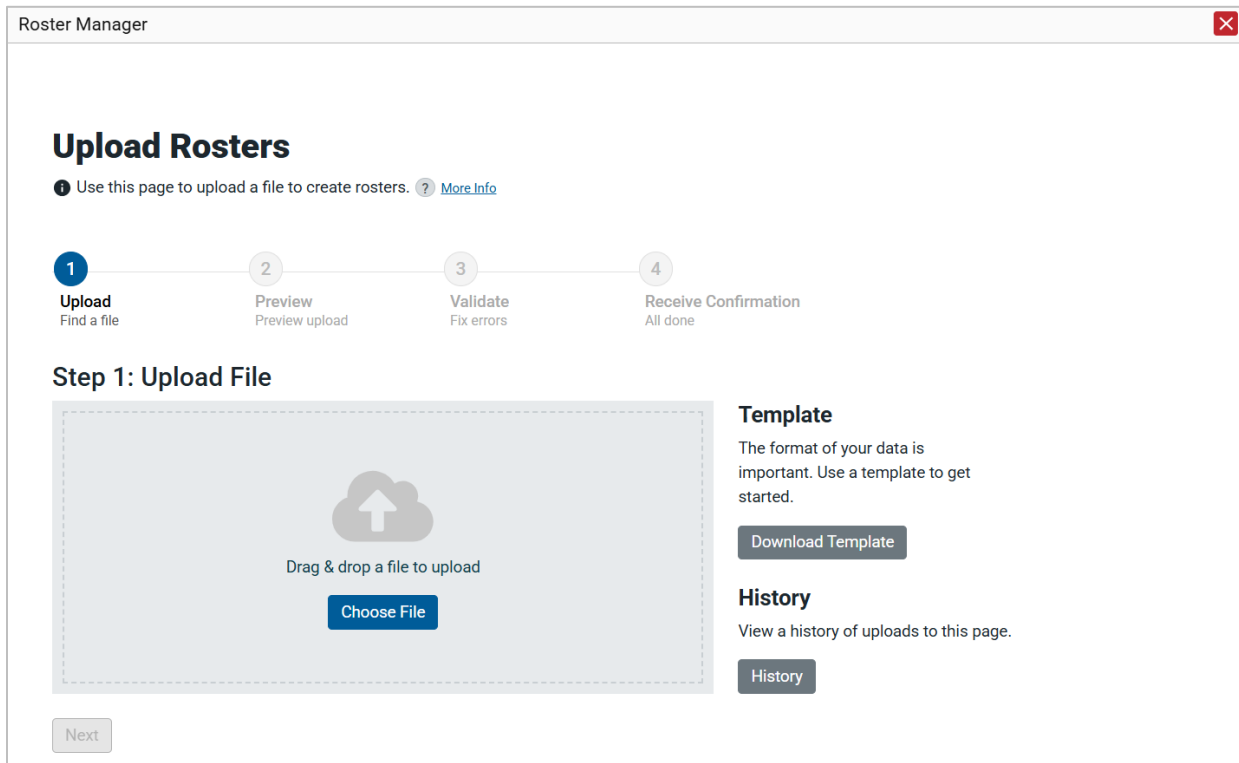 Roster Manager
Upload Rosters
Use this page to upload a file to create rosters. ? More Info
1
2
3
4
Upload
Preview
Validate
Receive Confirmation
Find a file
Preview upload
Fix errors
All done
Step 1: Upload File
Drag & drop a file to upload
Choose File
Template
The format of your data is
important. Use a template to get
started.
Download Template
History
View a history of uploads to this page.
History
Next